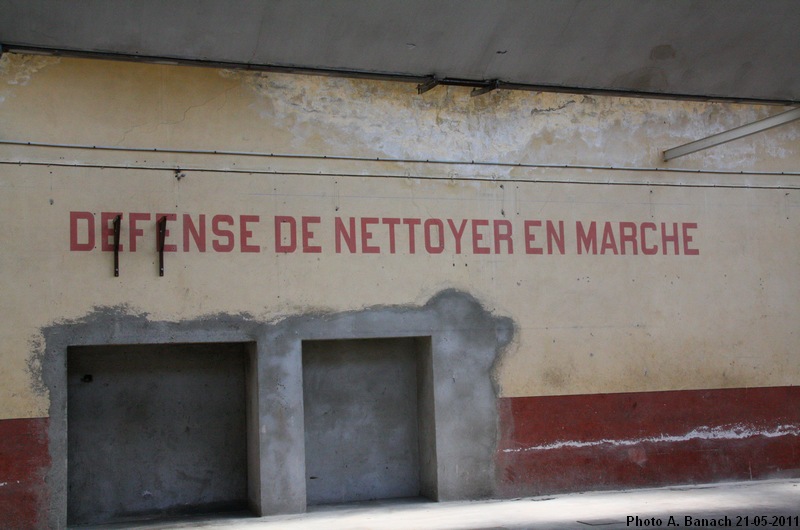 DEFENSE DE NETTOYER EN MARCHE
Photo A. Banach 21-05-2011